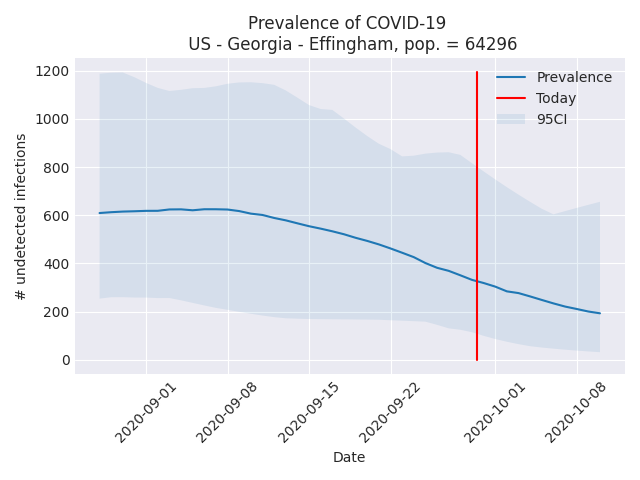 Prevalence of COVID-19
US - Georgia - Effingham, pop. = 64296
# undetected infections
1200
1000
800
600
400
200
0
Prevalence
Today
95CI
2020-09-01
2020-09-08
2020-09-15
2020-09-22
2020-10-01
2020-10-08
Date